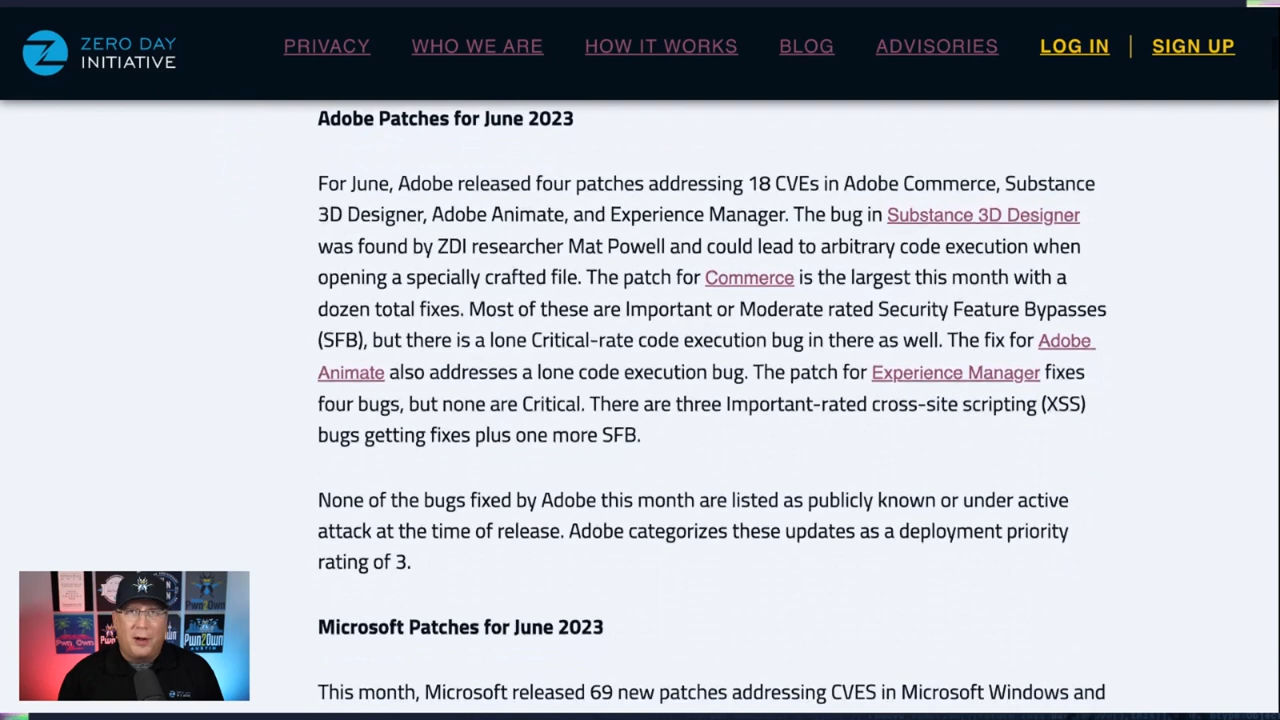 ZERO DAY
INITIATIVE
PRIVACY
WHO WE ARE
HOW IT WORKS
BLOG
ADVISORIES
LOG IN
SIGN UP
Adobe Patches for June 2023
For June, Adobe released four patches addressing 18 CVEs in Adobe Commerce, Substance
3D Designer, Adobe Animate, and Experience Manager. The bug in Substance 3D Designer
was found by ZDI researcher Mat Powell and could lead to arbitrary code execution when
opening a specially crafted file. The patch for Commerce is the largest this month with a
dozen total fixes. Most of these are Important or Moderate rated Security Feature Bypasses
(SFB), but there is a lone Critical-rate code execution bug in there as well. The fix for Adobe
Animate also addresses a lone code execution bug. The patch for Experience Manager fixes
four bugs, but none are Critical. There are three Important-rated cross-site scripting (XSS)
bugs getting fixes plus one more SFB.
None of the bugs fixed by Adobe this month are listed as publicly known or under active
attack at the time of release. Adobe categorizes these updates as a deployment priority
rating of 3.
Microsoft Patches for June 2023
This month, Microsoft released 69 new patches addressing CVES in Microsoft Windows and
Pwn2Own
Pwn Own
Pwn2Own
AUSTIN